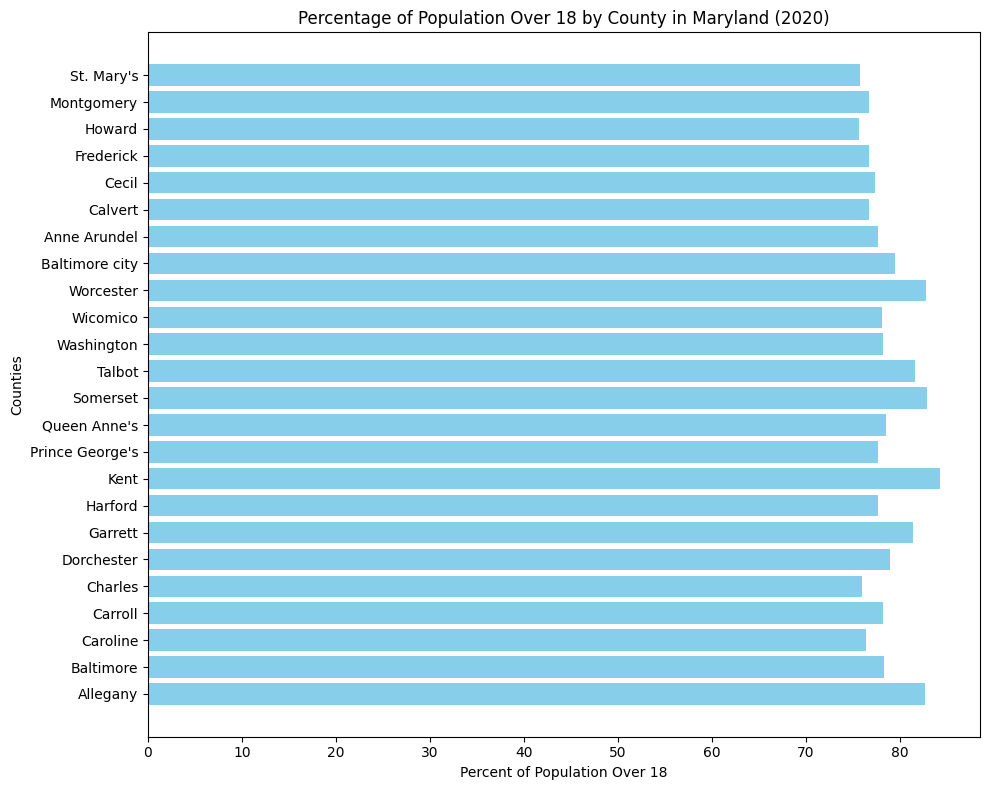 Percentage of Population Over 18 by County in Maryland (2020)
St. Mary's
Montgomery
Howard
Frederick
Cecil
Calvert
Anne Arundel
Baltimore city
Worcester
Wicomico
Washington
Talbot
Somerset
Queen Anne's
Prince George's
Kent
Harford
Garrett
Dorchester
Charles
Carroll
Caroline
Baltimore
Allegany
Counties
0 10 20 30 40 50 60 70 80
Percent of Population Over 18